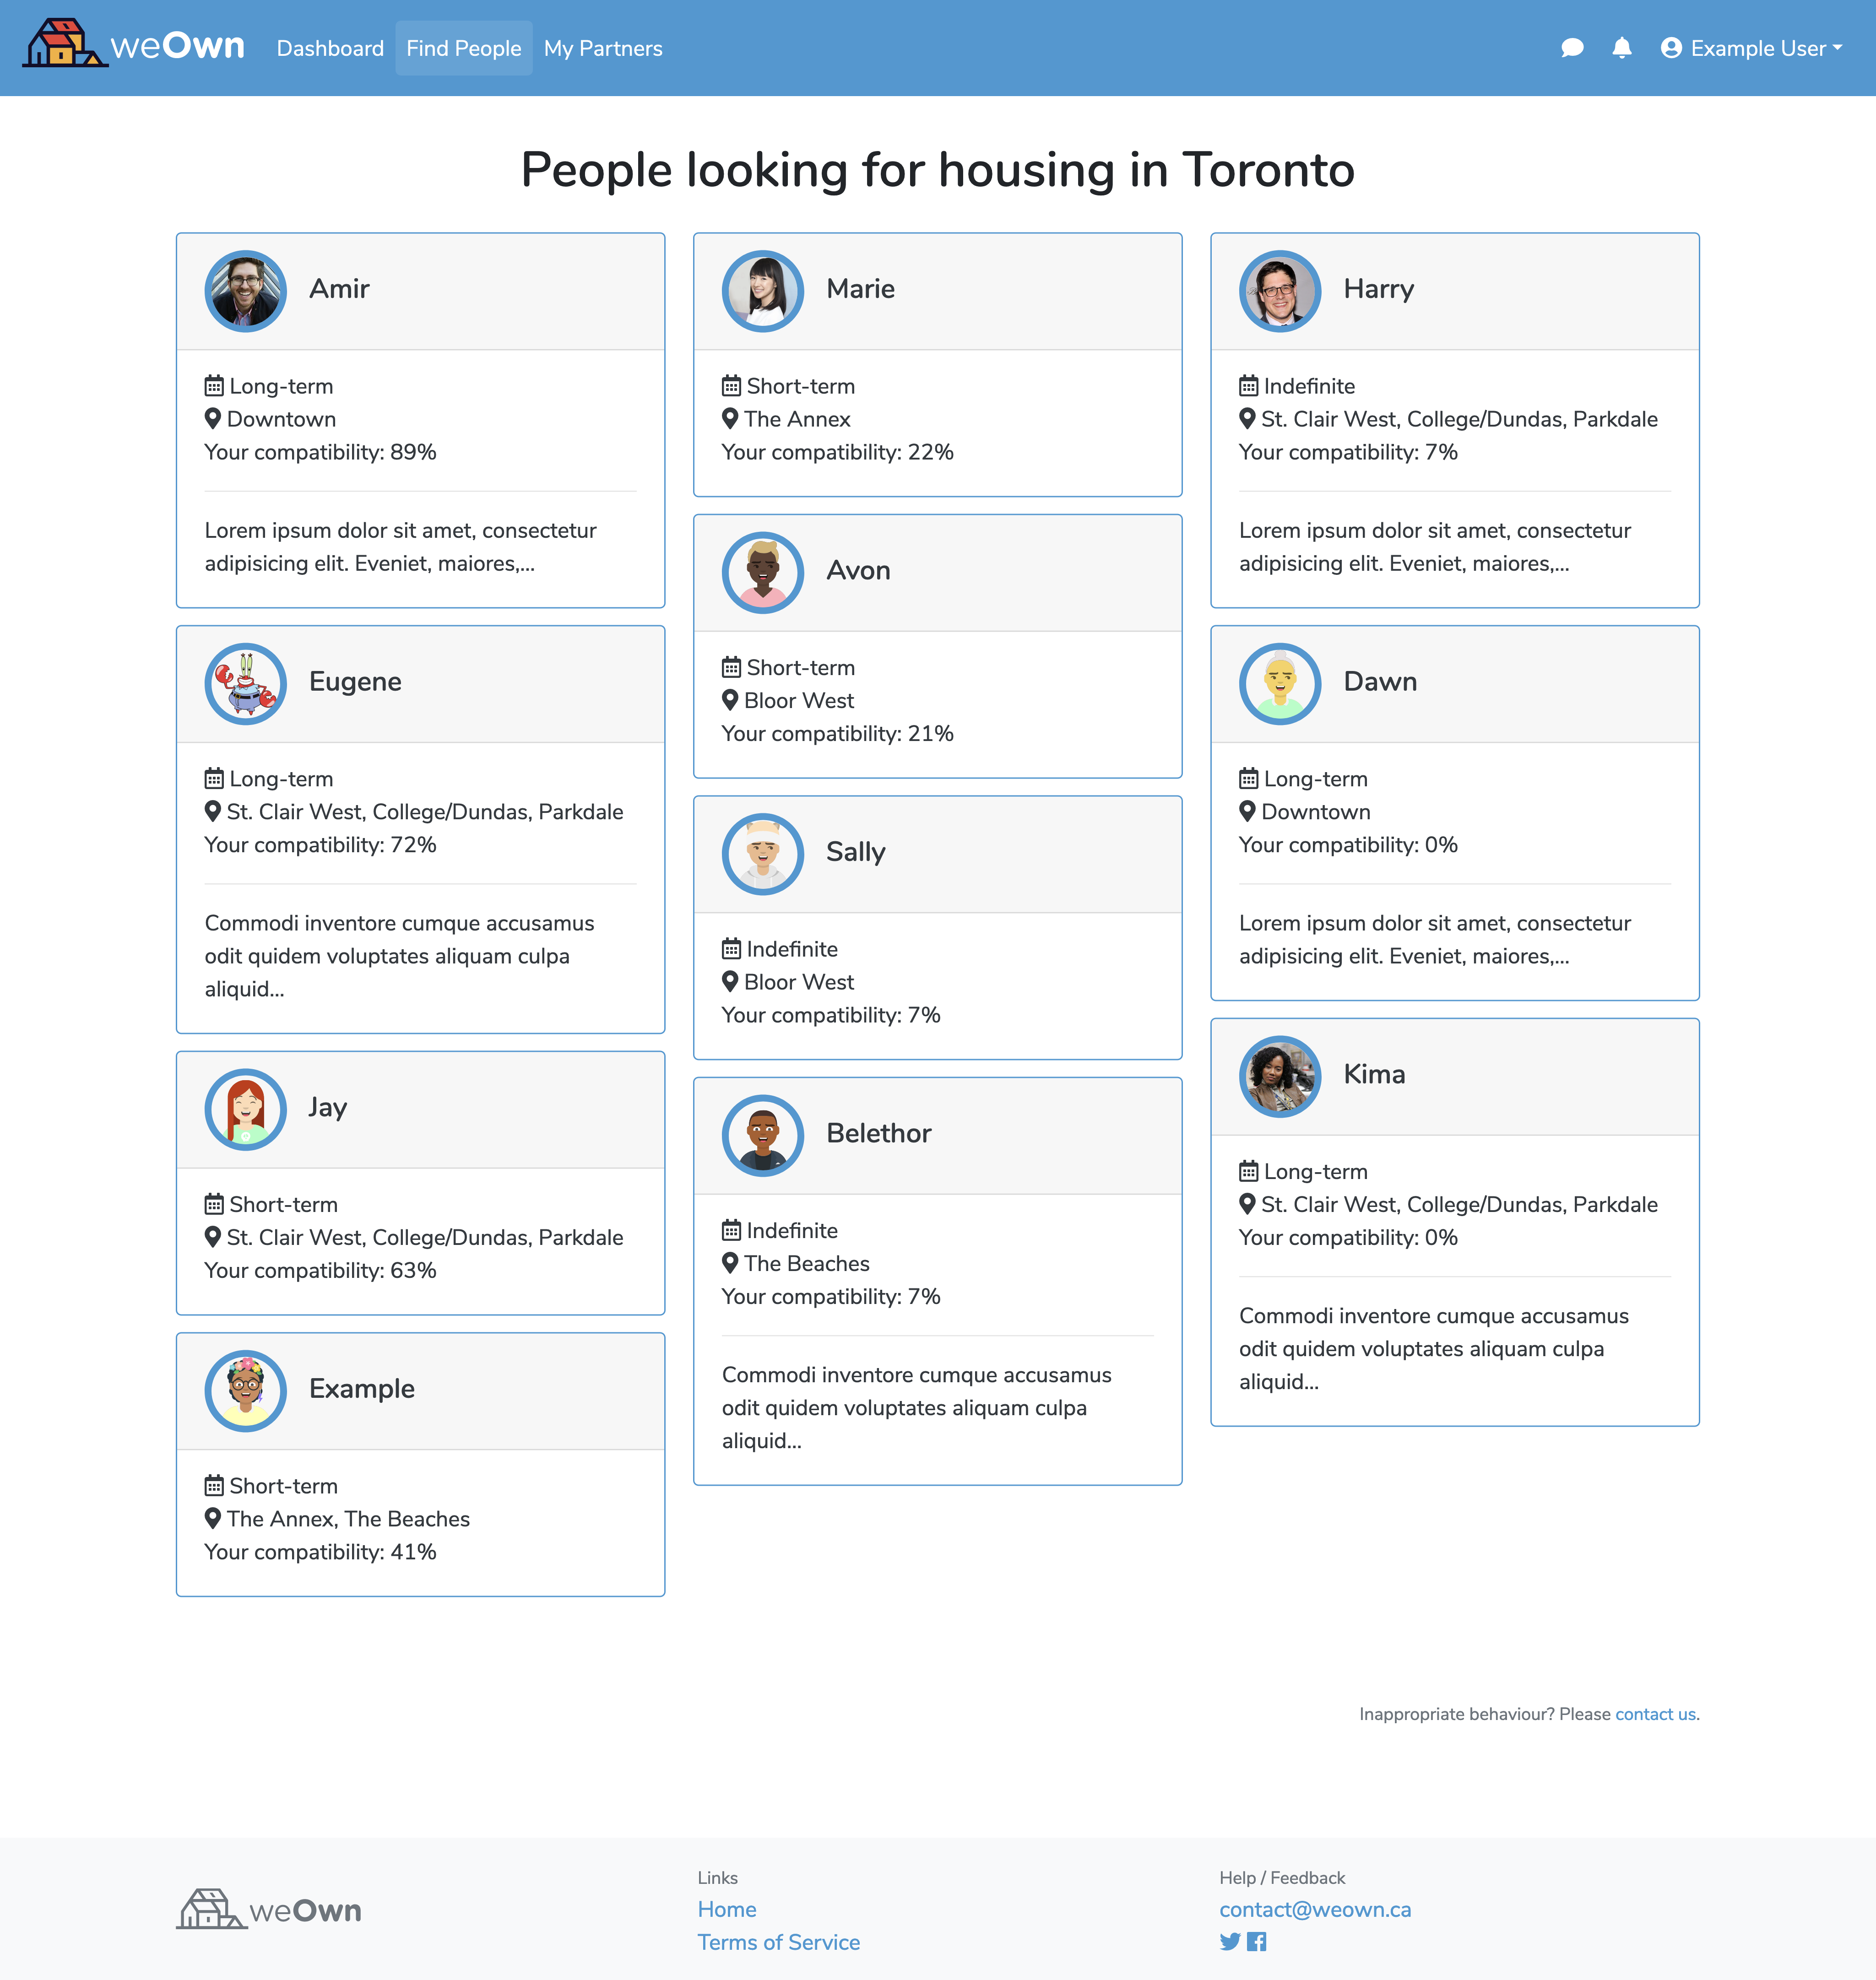 weOwn
Dashboard
Find People
My Partners
Example User
People looking for housing in Toronto
Amir
Long-term
Downtown
Your compatibility: 89%
Lorem ipsum dolor sit amet, consectetur
adipisicing elit. Eveniet, maiores,...
Eugene
Long-term
St. Clair West, College/Dundas, Parkdale
Your compatibility: 72%
Commodi inventore cumque accusamus
odit quidem voluptates aliquam culpa
aliquid...
Jay
Short-term
St. Clair West, College/Dundas, Parkdale
Your compatibility: 63%
Example
Short-term
The Annex, The Beaches
Your compatibility: 41%
Marie
Short-term
The Annex
Your compatibility: 22%
Avon
Short-term
Bloor West
Your compatibility: 21%
Sally
Indefinite
Bloor West
Your compatibility: 7%
Belethor
Indefinite
The Beaches
Your compatibility: 7%
Commodi inventore cumque accusamus
odit quidem voluptates aliquam culpa
aliquid...
Harry
Indefinite
St. Clair West, College/Dundas, Parkdale
Your compatibility: 7%
Lorem ipsum dolor sit amet, consectetur
adipisicing elit. Eveniet, maiores,...
Dawn
Long-term
Downtown
Your compatibility: 0%
Lorem ipsum dolor sit amet, consectetur
adipisicing elit. Eveniet, maiores,...
Kima
Long-term
St. Clair West, College/Dundas, Parkdale
Your compatibility: 0%
Commodi inventore cumque accusamus
odit quidem voluptates aliquam culpa
aliquid...
Inappropriate behaviour? Please contact us.
weOwn
Links
Home
Terms of Service
Help / Feedback
contact@weown.ca